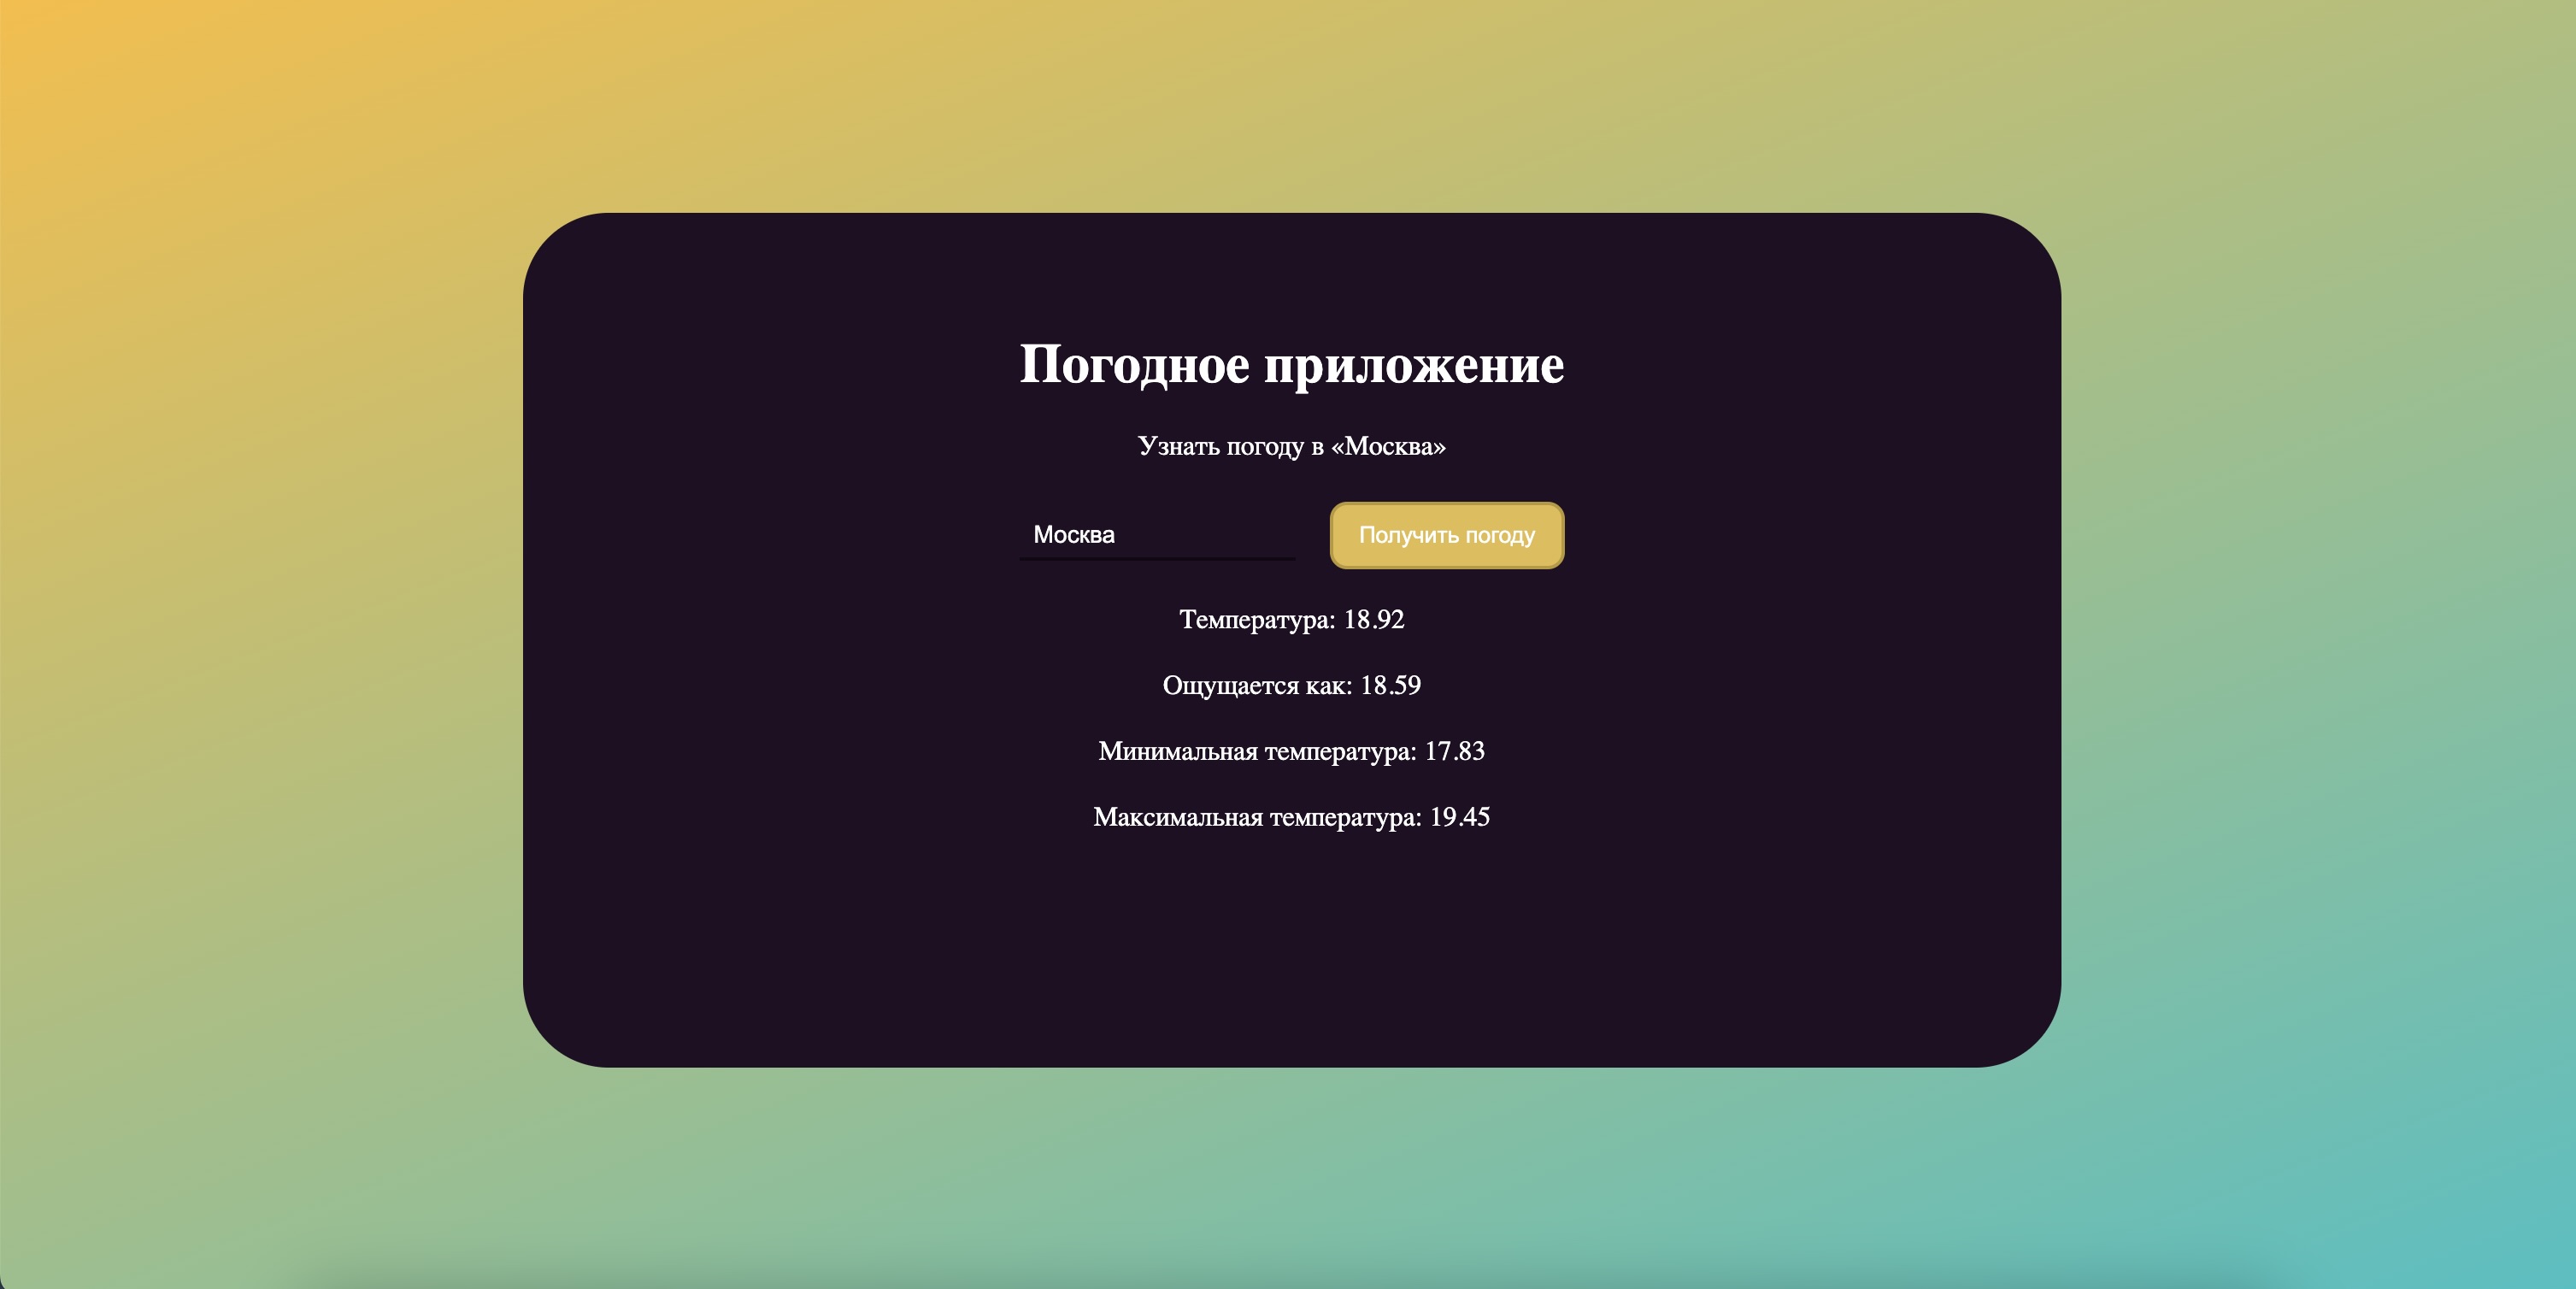 Погодное приложение
Узнать погоду в «Москва»
Москва
Получить погоду
Температура: 18.92
Ощущается как: 18.59
Минимальная температура: 17.83
Максимальная температура: 19.45